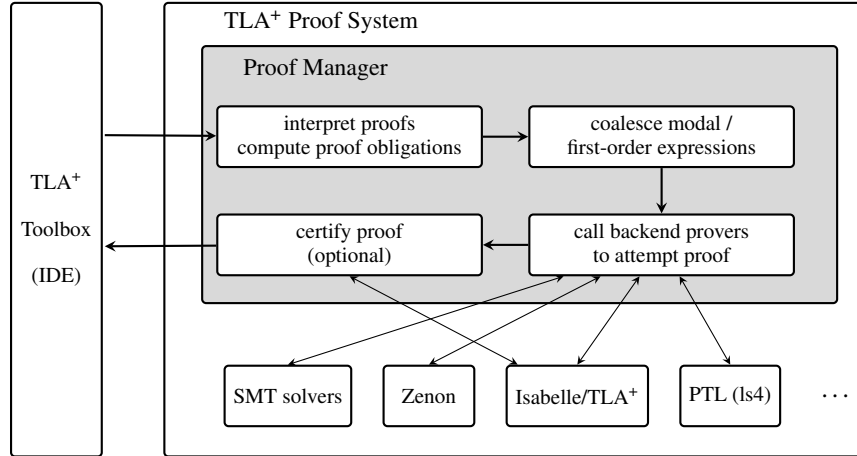 TLA+ Proof System
Proof Manager
interpret proofs
compute proof obligations
coalesce modal /
first-order expressions
TLA+
Toolbox
(IDE)
certify proof
(optional)
call backend provers
to attempt proof
SMT solvers
Zenon
Isabelle/TLA+
PTL (ls4)
...